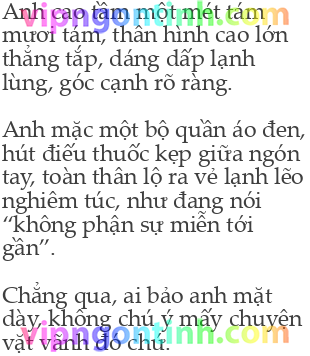 Anh cao tầm một mét tám
mươi tám, thân hình cao lớn
thẳng tắp, dáng dấp lạnh
lùng, góc cạnh rõ ràng.
Anh mặc một bộ quần áo đen,
hút điếu thuốc kẹp giữa ngón
tay, toàn thân lộ ra vẻ lạnh lẽo
nghiêm túc, như đang nói
“không phận sự miễn tới
gần”.
Chẳng qua, ai bảo anh mặt
dày, không chú ý mấy chuyện
vặt vãnh đó chứ.
vipngontinh.com
vipngontinh.com